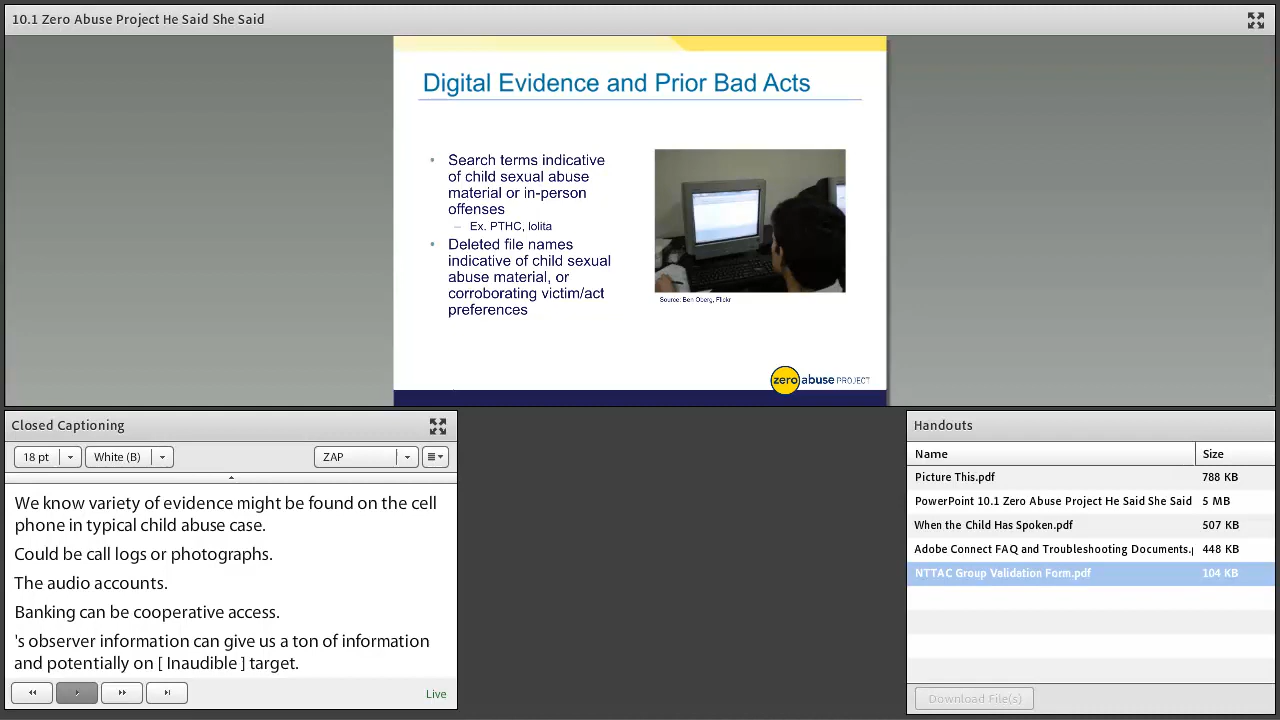 10.1 Zero Abuse Project He Said She Said
Digital Evidence and Prior Bad Acts
• Search terms indicative
of child sexual abuse
material or in-person
offenses
– Ex. PTHC, lolita
• Deleted file names
indicative of child sexual
abuse material, or
corroborating victim/act
preferences
Source: Ben Oberg, Flickr
zero abuse PROJECT
Closed Captioning
18 pt
White (B)
ZAP
We know variety of evidence might be found on the cell
phone in typical child abuse case.
Could be call logs or photographs.
The audio accounts.
Banking can be cooperative access.
's observer information can give us a ton of information
and potentially on [ Inaudible ] target.
Live
Handouts
Name Size
Picture This.pdf 788 KB
PowerPoint 10.1 Zero Abuse Project He Said She Said 5 MB
When the Child Has Spoken.pdf 507 KB
Adobe Connect FAQ and Troubleshooting Documents.p 448 KB
NTTAC Group Validation Form.pdf 104 KB
Download File(s)